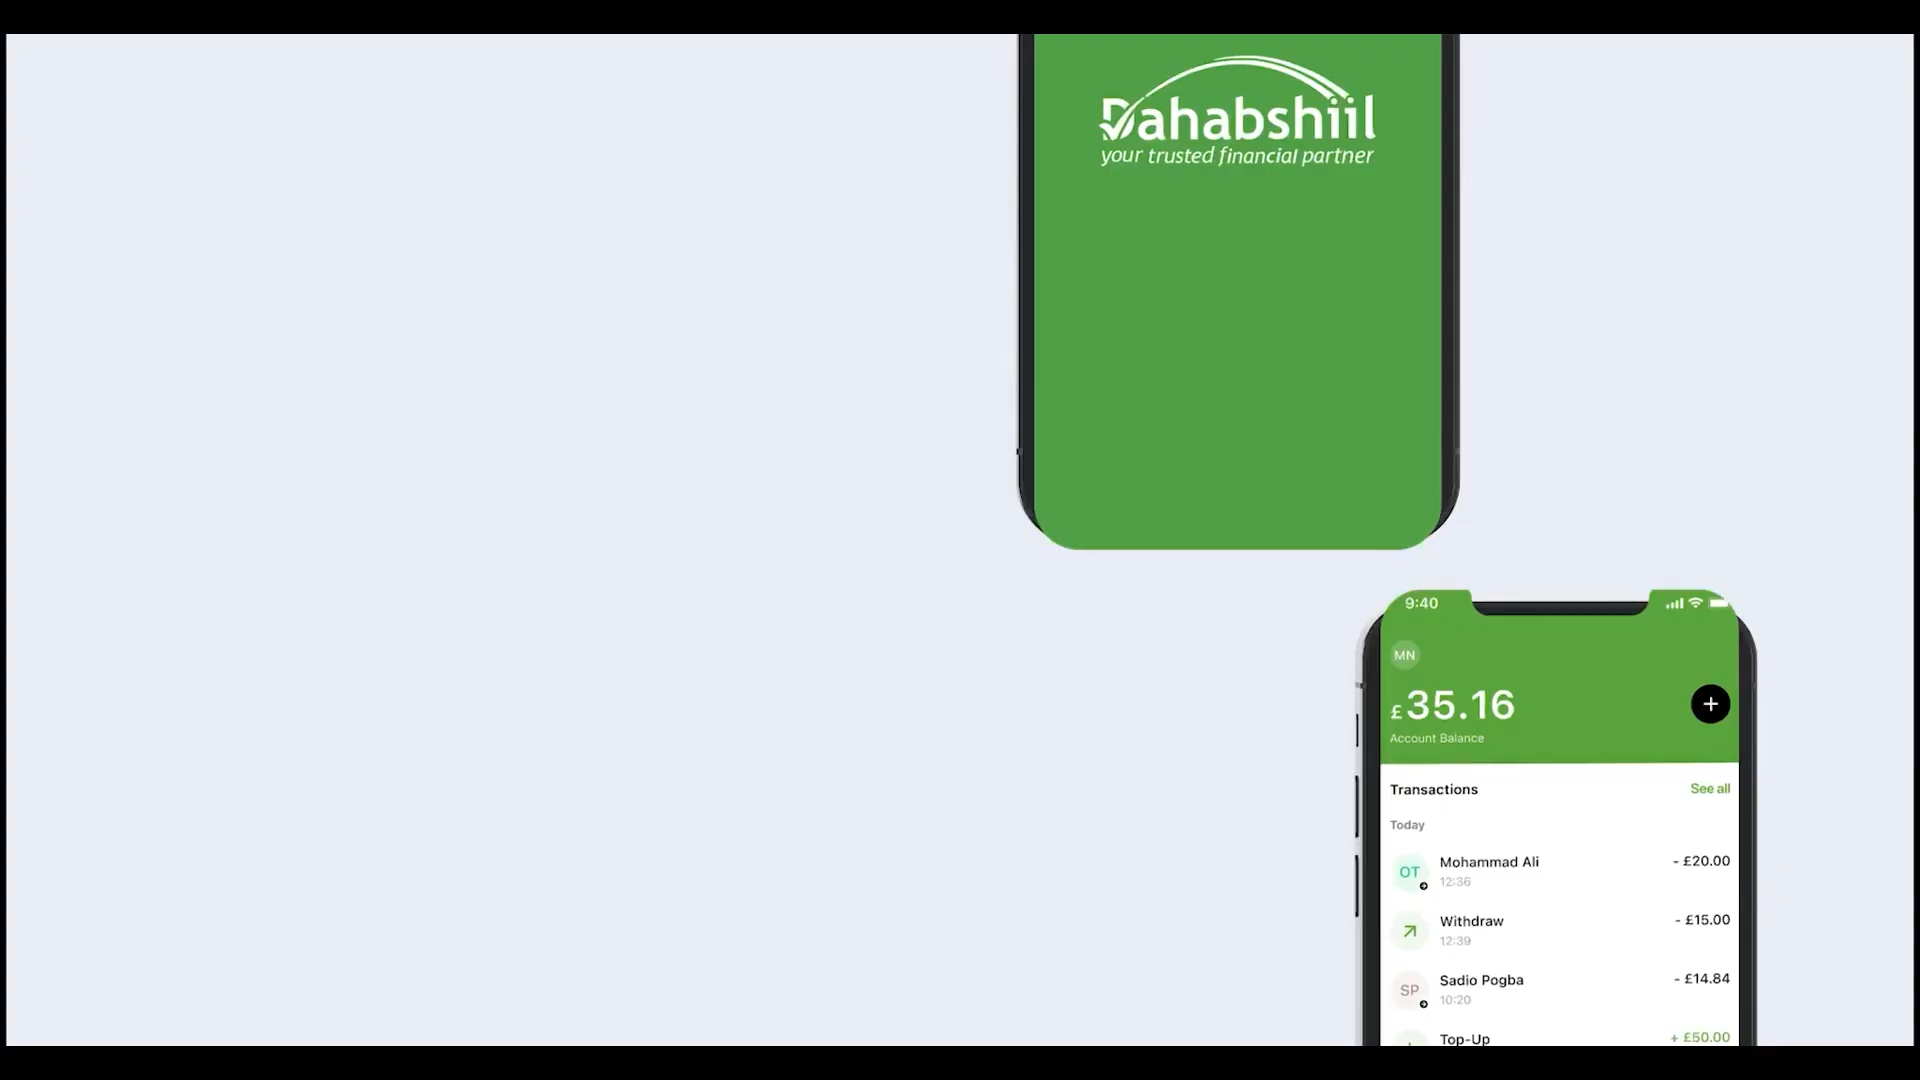 Dahabshiil
your trusted financial partner
9:40
MN
£35.16
+
Account Balance
Transactions See all
Today
OT Mohammad Ali - £20.00
12:36
Withdraw - £15.00
12:39
SP Sadio Pogba - £14.84
10:20
Top-Up + £50.00